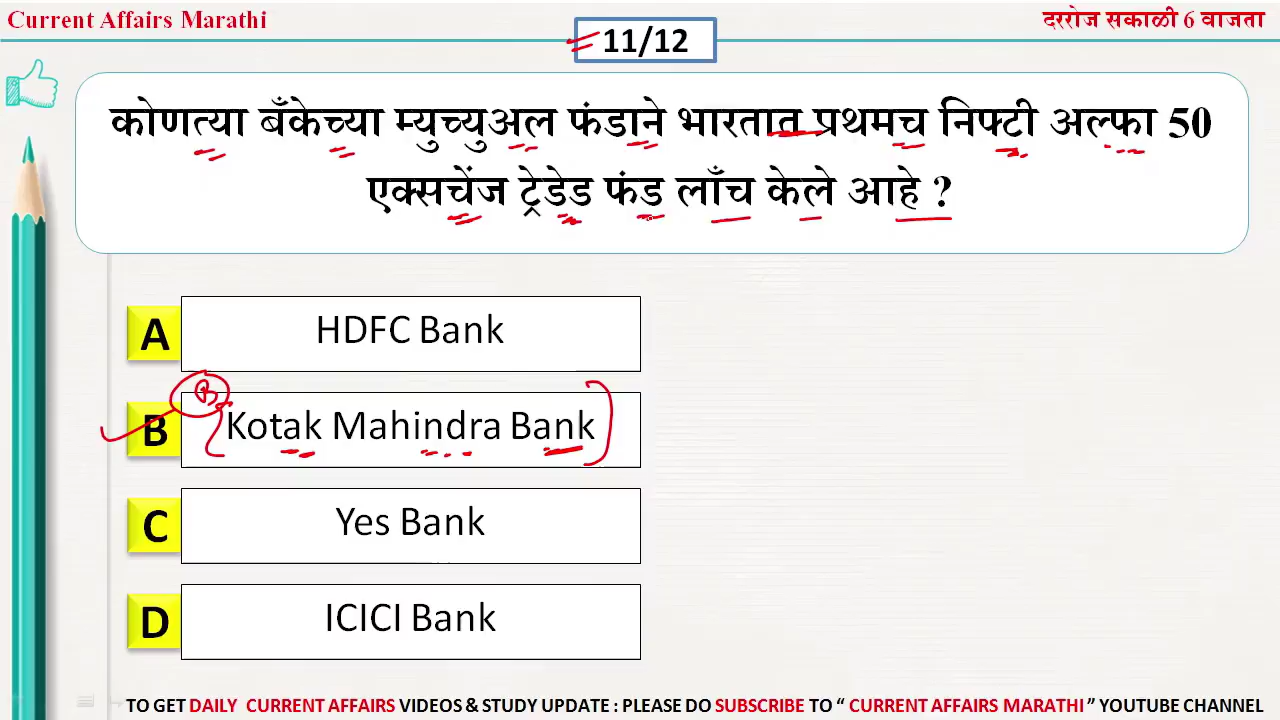 Current Affairs Marathi
दररोज सकाळी 6 वाजता
11/12
कोणत्या बँकेच्या म्युच्युअल फंडाने भारतात प्रथमच निफ्टी अल्फा 50
एक्सचेंज ट्रेडेड फंड लाँच केले आहे ?
A HDFC Bank
B
B Kotak Mahindra Bank
C Yes Bank
D ICICI Bank
TO GET DAILY CURRENT AFFAIRS VIDEOS & STUDY UPDATE : PLEASE DO SUBSCRIBE TO “ CURRENT AFFAIRS MARATHI ” YOUTUBE CHANNEL